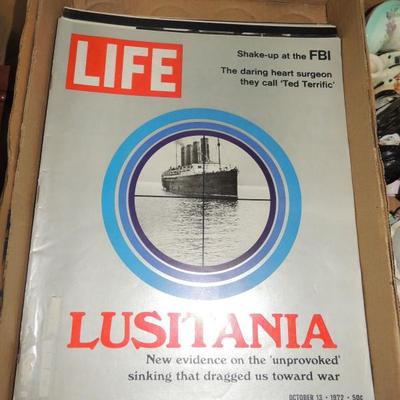 LIFE
Shake-up at the FBI
The daring heart surgeon
they call 'Ted Terrific'
LUSITANIA
New evidence on the 'unprovoked'
sinking that dragged us toward war
OCTOBER 13 • 1972 • 50¢